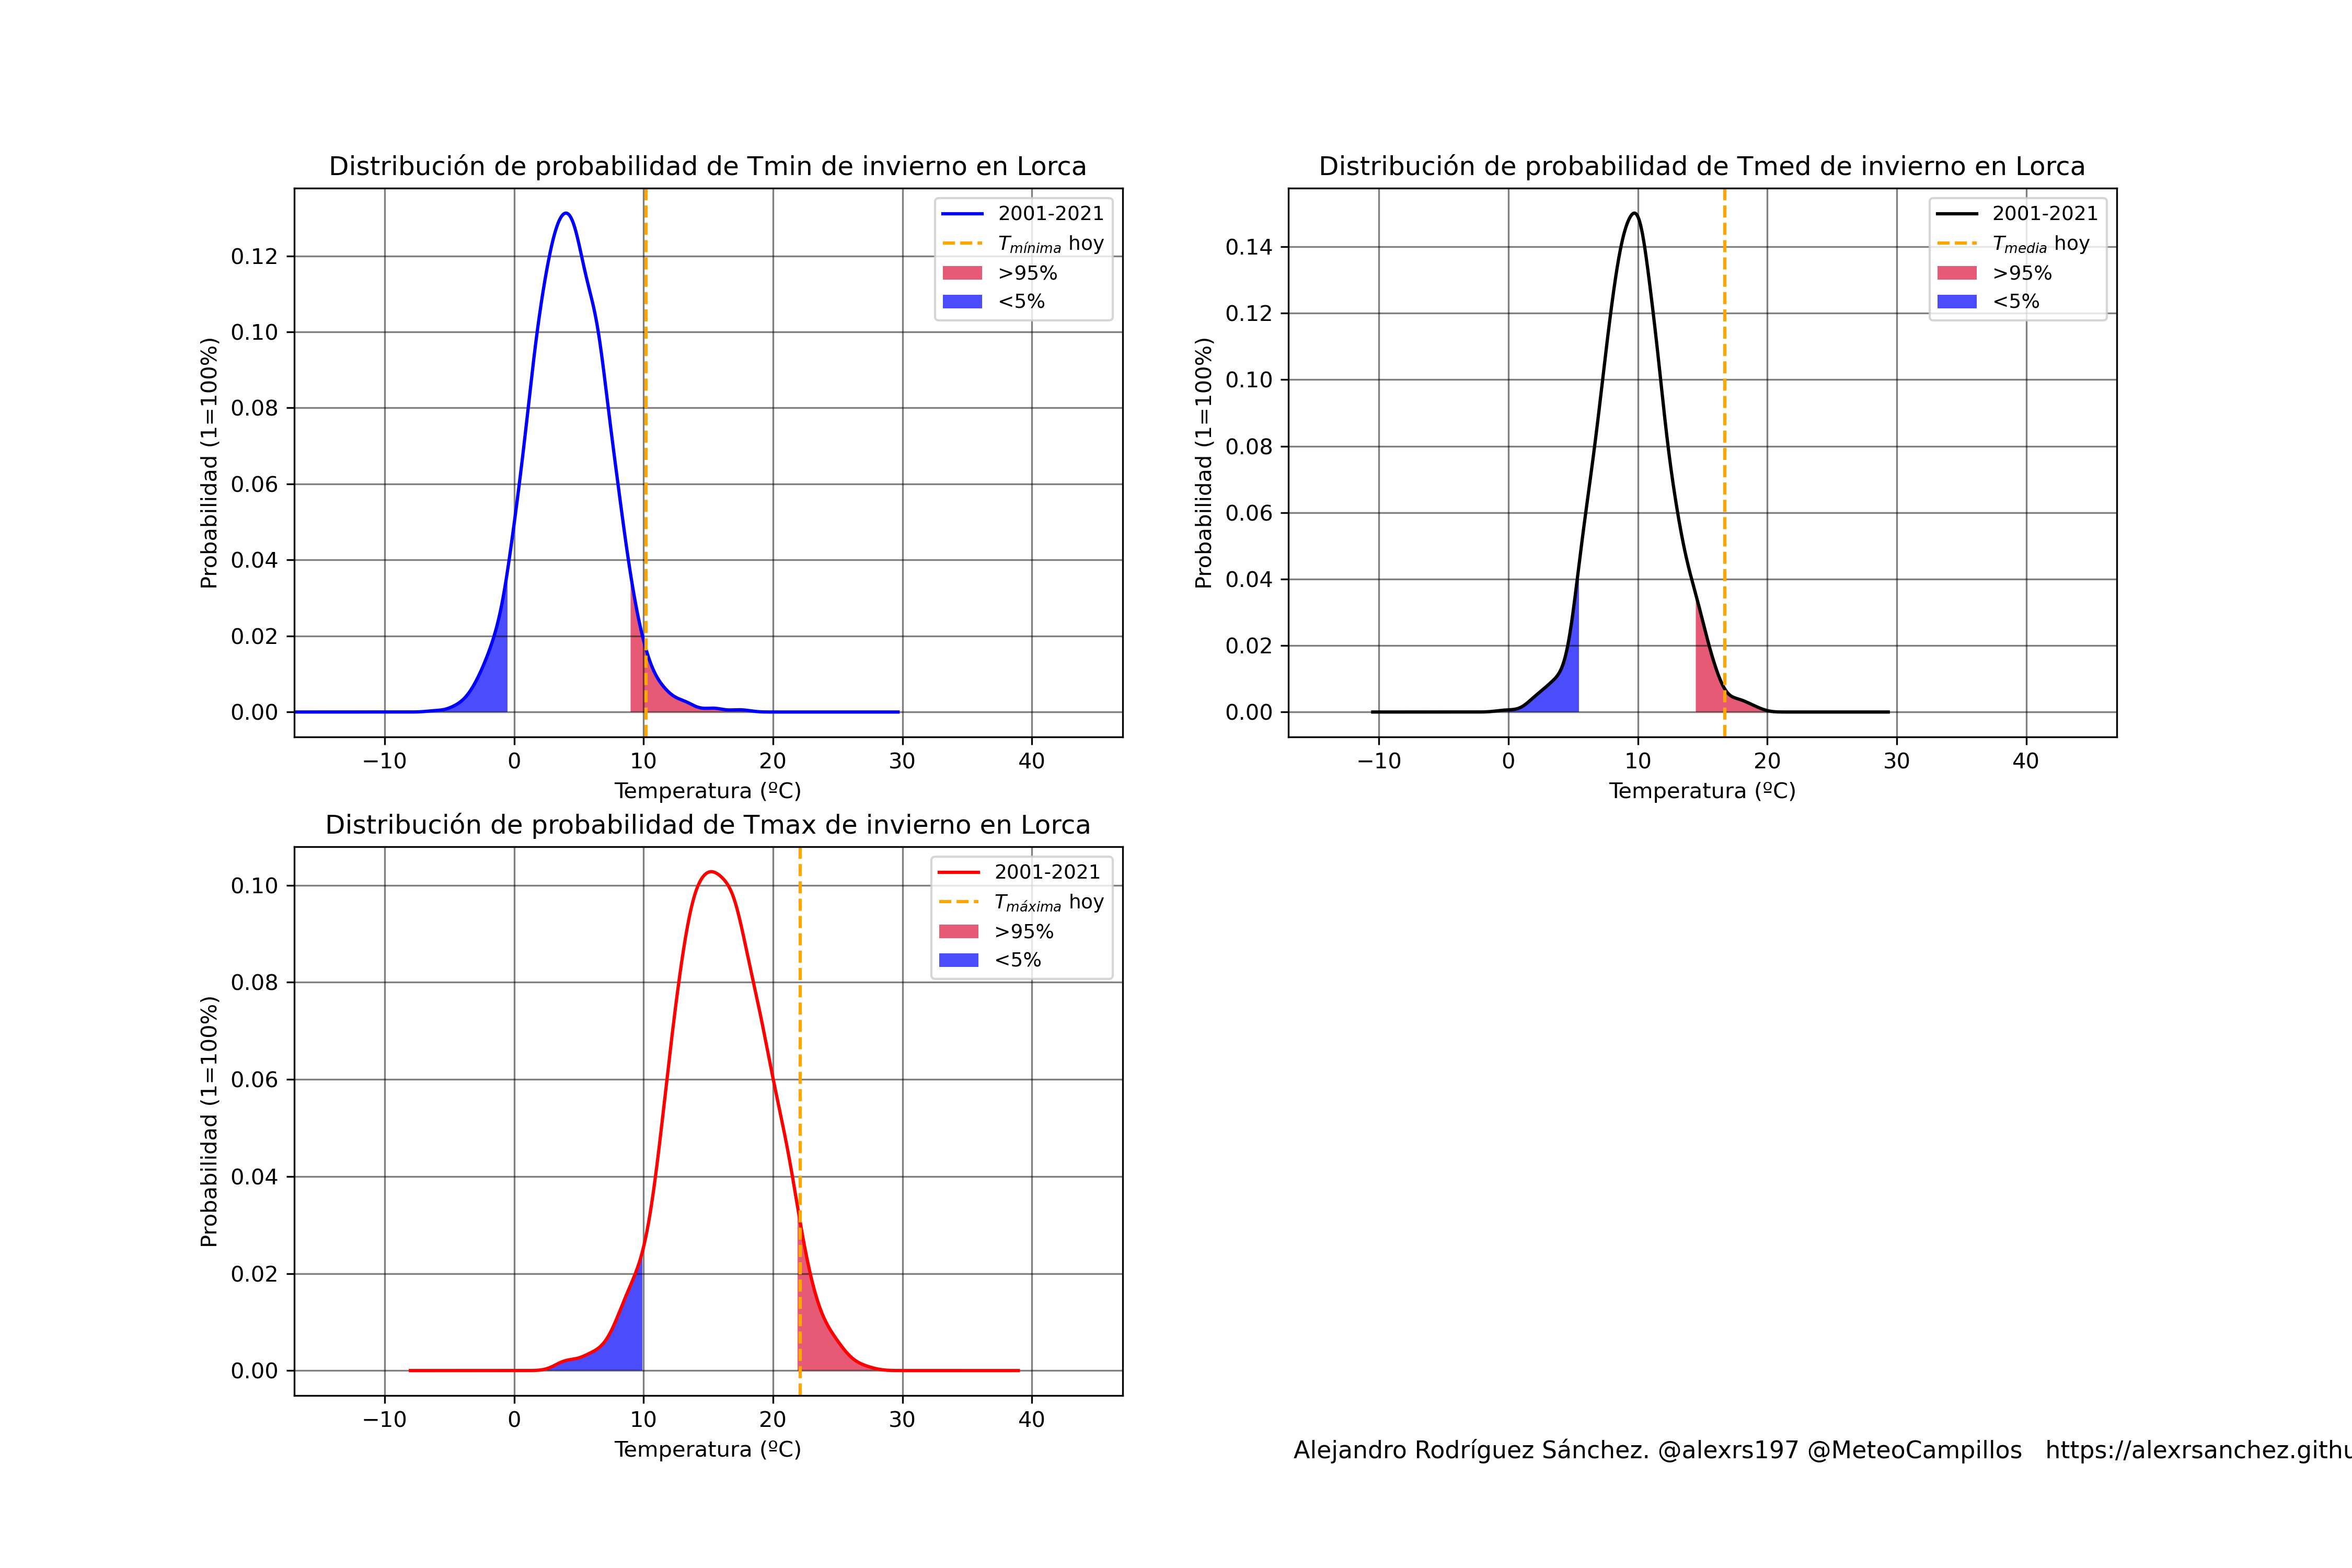 Distribución de probabilidad de Tmin de invierno en Lorca
2001-2021
Tmínima hoy
>95%
<5%
0.12
0.10
0.08
0.06
0.04
0.02
0.00
Probabilidad (1=100%)
−10 0 10 20 30 40
Temperatura (ºC)
Distribución de probabilidad de Tmed de invierno en Lorca
2001-2021
Tmedia hoy
>95%
<5%
0.14
0.12
0.10
0.08
0.06
0.04
0.02
0.00
Probabilidad (1=100%)
−10 0 10 20 30 40
Temperatura (ºC)
Distribución de probabilidad de Tmax de invierno en Lorca
2001-2021
Tmáxima hoy
>95%
<5%
0.10
0.08
0.06
0.04
0.02
0.00
Probabilidad (1=100%)
−10 0 10 20 30 40
Temperatura (ºC)
Alejandro Rodríguez Sánchez. @alexrs197 @MeteoCampillos https://alexrsanchez.githu